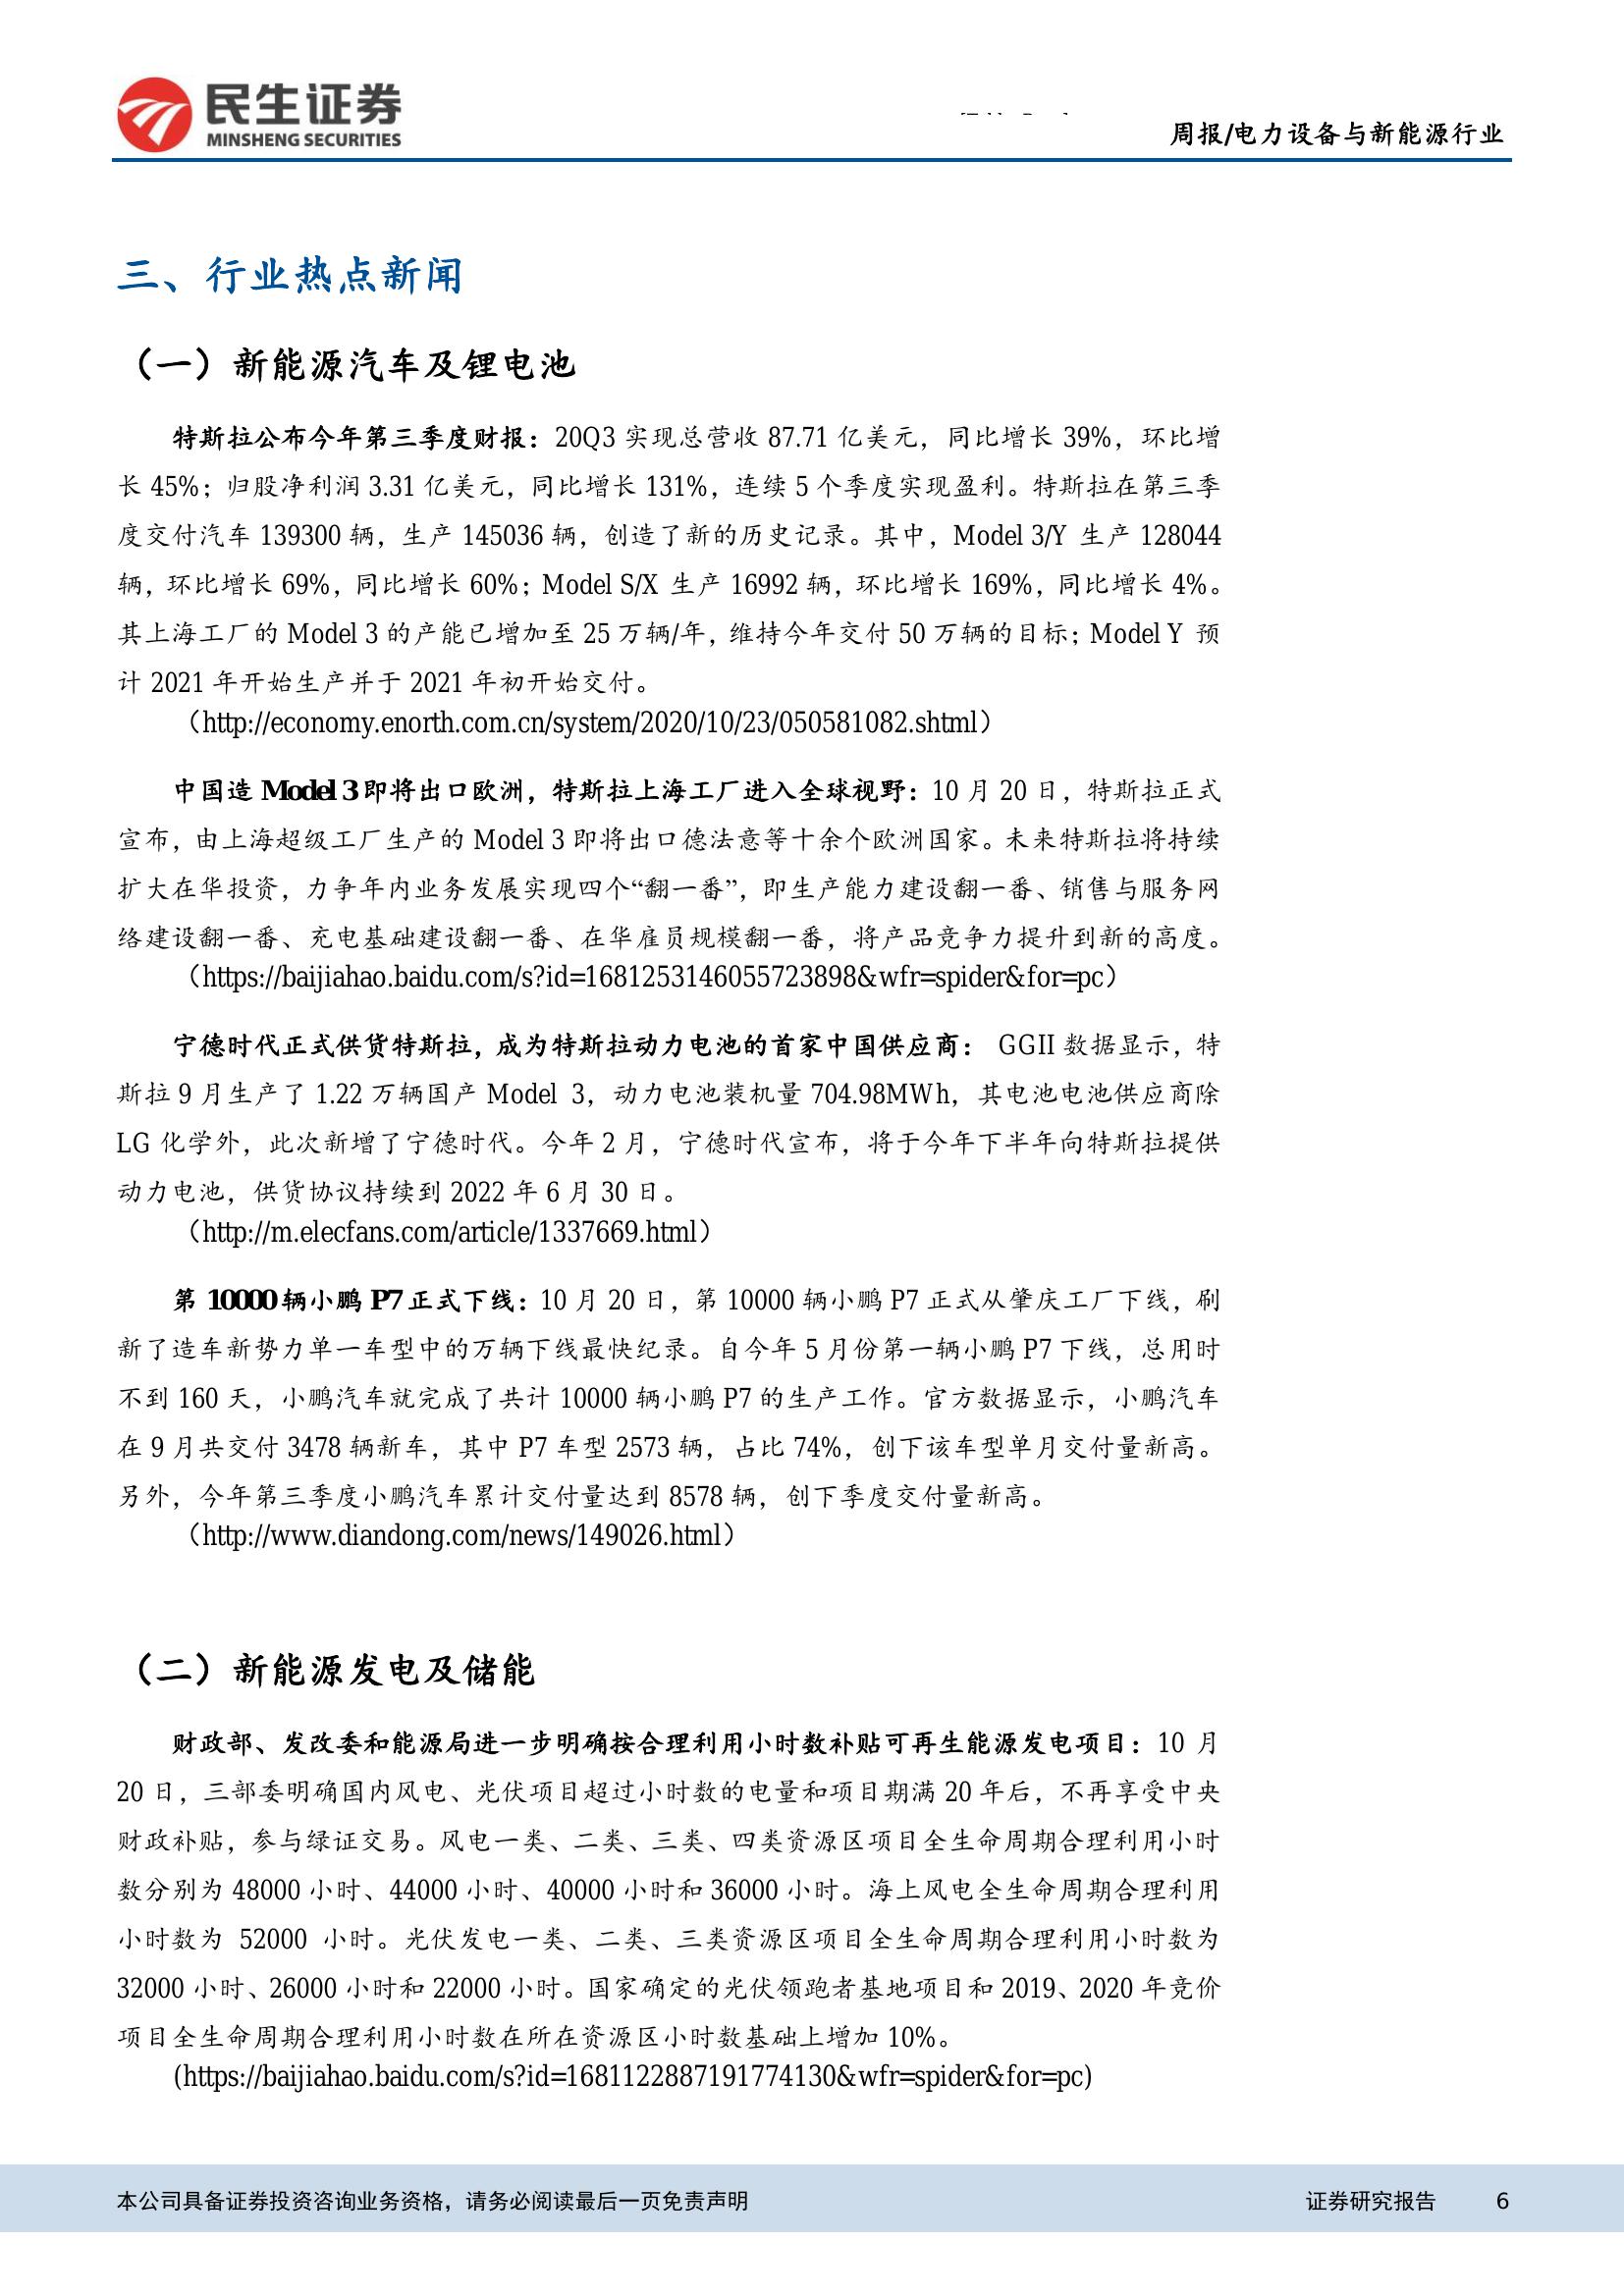 民生证券
MINSHENG SECURITIES
周报/电力设备与新能源行业
三、行业热点新闻
（一）新能源汽车及锂电池
特斯拉公布今年第三季度财报：20Q3 实现总营收 87.71 亿美元，同比增长 39%，环比增
长 45%；归股净利润 3.31 亿美元，同比增长 131%，连续 5 个季度实现盈利。特斯拉在第三季
度交付汽车 139300 辆，生产 145036 辆，创造了新的历史记录。其中，Model 3/Y 生产 128044
辆，环比增长 69%，同比增长 60%；Model S/X 生产 16992 辆，环比增长 169%，同比增长 4%。
其上海工厂的 Model 3 的产能已增加至 25 万辆/年，维持今年交付 50 万辆的目标；Model Y 预
计 2021 年开始生产并于 2021 年初开始交付。
（http://economy.enorth.com.cn/system/2020/10/23/050581082.shtml）
中国造 Model 3 即将出口欧洲，特斯拉上海工厂进入全球视野：10 月 20 日，特斯拉正式
宣布，由上海超级工厂生产的 Model 3 即将出口德法意等十余个欧洲国家。未来特斯拉将持续
扩大在华投资，力争年内业务发展实现四个“翻一番”，即生产能力建设翻一番、销售与服务网
络建设翻一番、充电基础建设翻一番、在华雇员规模翻一番，将产品竞争力提升到新的高度。
（https://baijiahao.baidu.com/s?id=1681253146055723898&wfr=spider&for=pc）
宁德时代正式供货特斯拉，成为特斯拉动力电池的首家中国供应商： GGII 数据显示，特
斯拉 9 月生产了 1.22 万辆国产 Model 3，动力电池装机量 704.98MWh，其电池电池供应商除
LG 化学外，此次新增了宁德时代。今年 2 月，宁德时代宣布，将于今年下半年向特斯拉提供
动力电池，供货协议持续到 2022 年 6 月 30 日。
（http://m.elecfans.com/article/1337669.html）
第 10000 辆小鹏 P7 正式下线：10 月 20 日，第 10000 辆小鹏 P7 正式从肇庆工厂下线，刷
新了造车新势力单一车型中的万辆下线最快纪录。自今年 5 月份第一辆小鹏 P7 下线，总用时
不到 160 天，小鹏汽车就完成了共计 10000 辆小鹏 P7 的生产工作。官方数据显示，小鹏汽车
在 9 月共交付 3478 辆新车，其中 P7 车型 2573 辆，占比 74%，创下该车型单月交付量新高。
另外，今年第三季度小鹏汽车累计交付量达到 8578 辆，创下季度交付量新高。
（http://www.diandong.com/news/149026.html）
（二）新能源发电及储能
财政部、发改委和能源局进一步明确按合理利用小时数补贴可再生能源发电项目：10 月
20 日，三部委明确国内风电、光伏项目超过小时数的电量和项目期满 20 年后，不再享受中央
财政补贴，参与绿证交易。风电一类、二类、三类、四类资源区项目全生命周期合理利用小时
数分别为 48000 小时、44000 小时、40000 小时和 36000 小时。海上风电全生命周期合理利用
小时数为 52000 小时。光伏发电一类、二类、三类资源区项目全生命周期合理利用小时数为
32000 小时、26000 小时和 22000 小时。国家确定的光伏领跑者基地项目和 2019、2020 年竞价
项目全生命周期合理利用小时数在所在资源区小时数基础上增加 10%。
(https://baijiahao.baidu.com/s?id=1681122887191774130&wfr=spider&for=pc)
本公司具备证券投资咨询业务资格，请务必阅读最后一页免责声明
证券研究报告 6